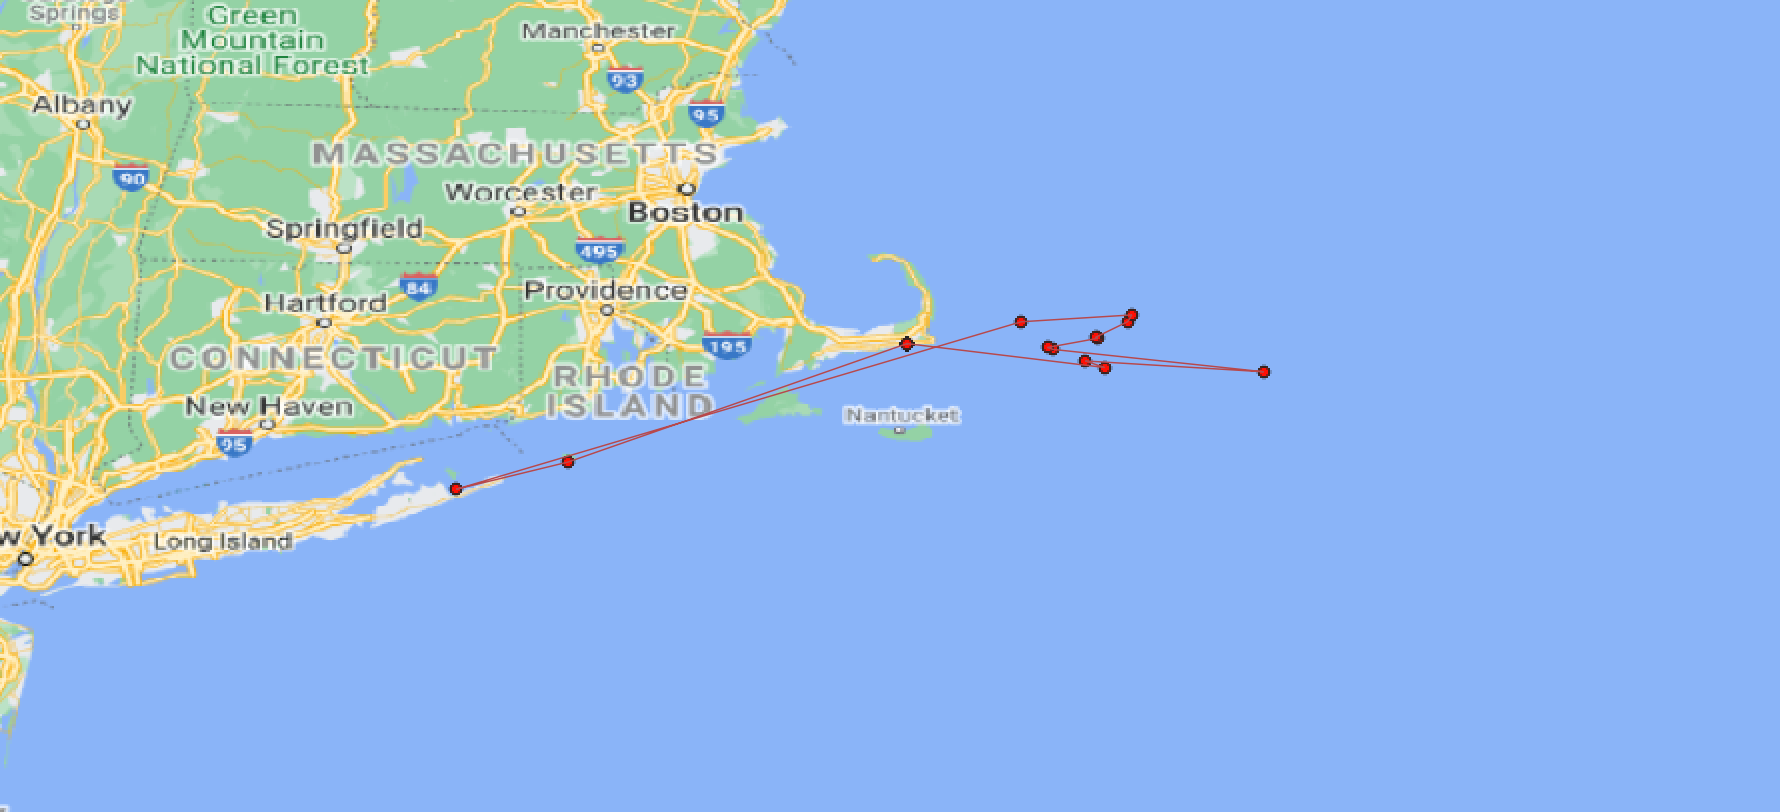 Springs
Green
Mountain
National Forest
Manchester
93
Albany
95
MASSACHUSETTS
90
Worcester
Boston
Springfield
495
84
Providence
Hartford
195
CONNECTICUT
RHODE
ISLAND
New Haven
Nantucket
95
w York
Long Island